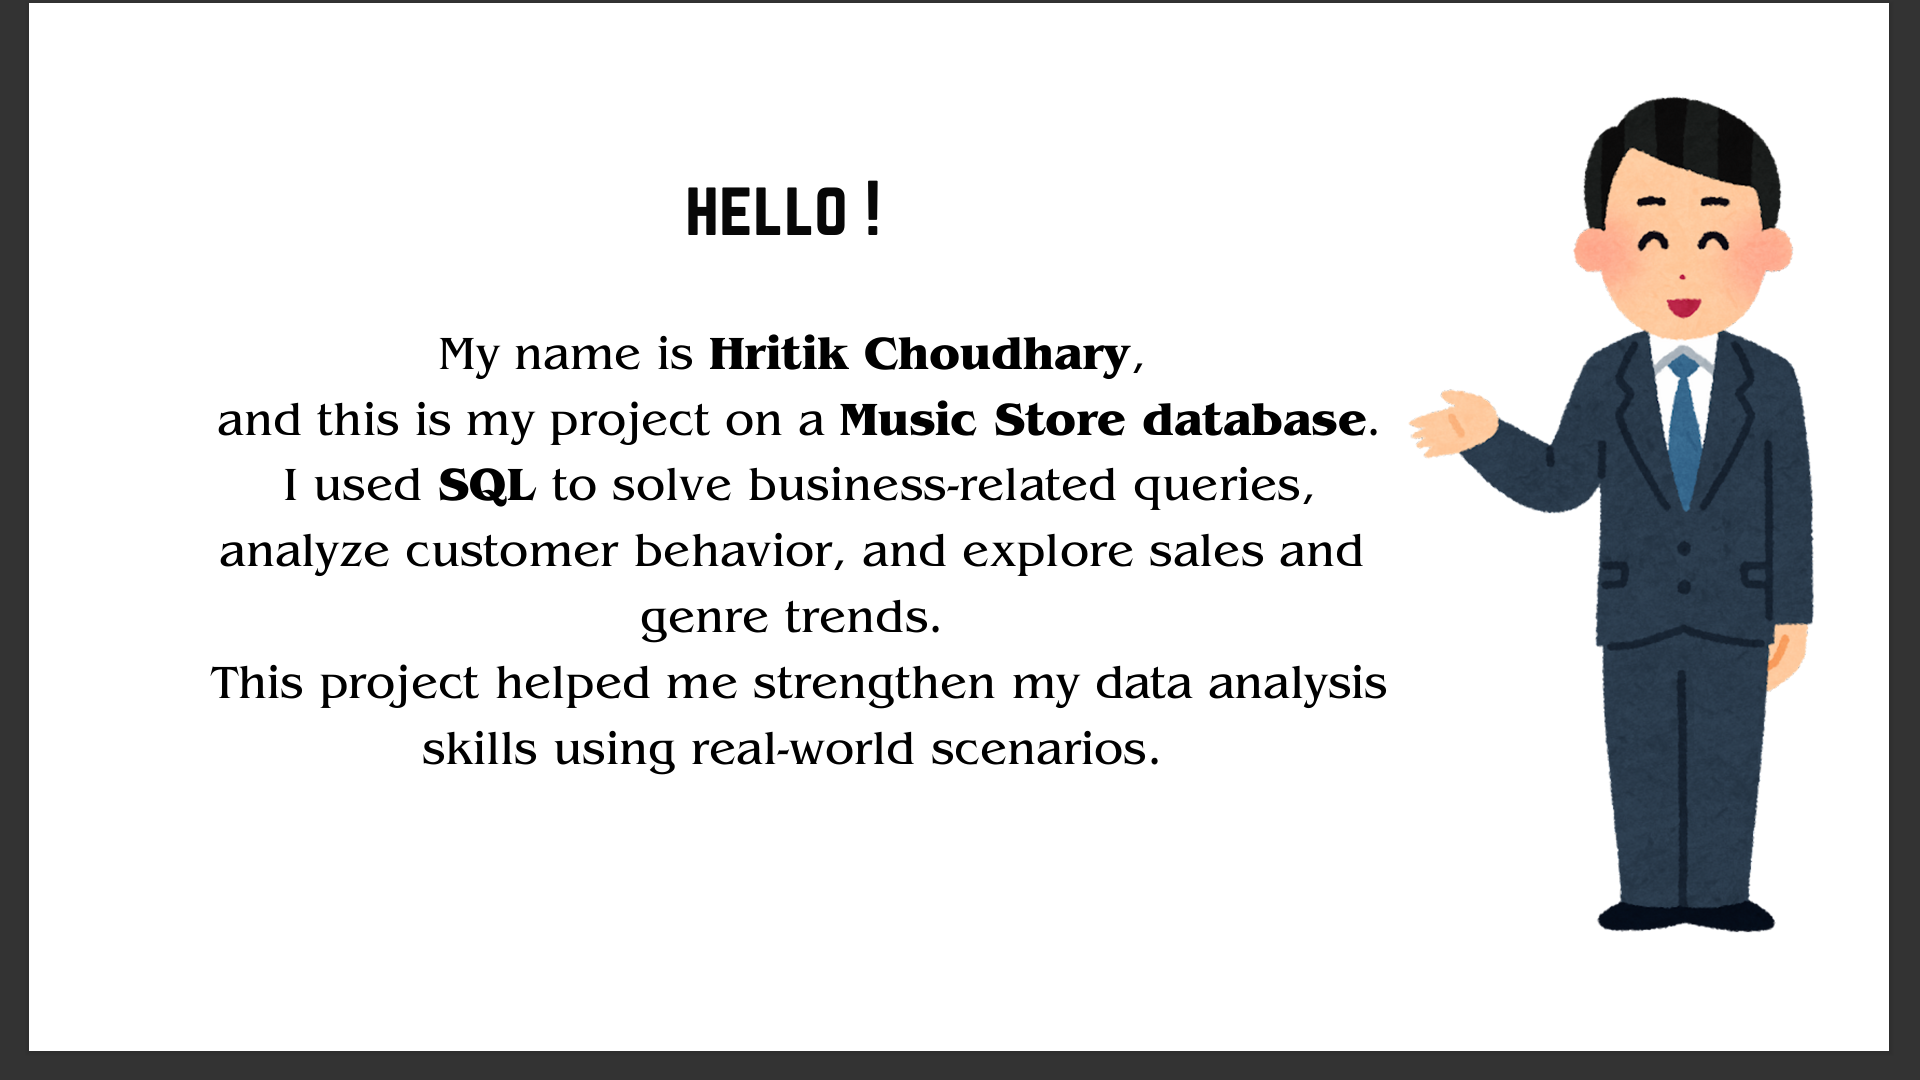 HELLO !
My name is Hritik Choudhary,
and this is my project on a Music Store database.
I used SQL to solve business-related queries,
analyze customer behavior, and explore sales and
genre trends.
This project helped me strengthen my data analysis
skills using real-world scenarios.